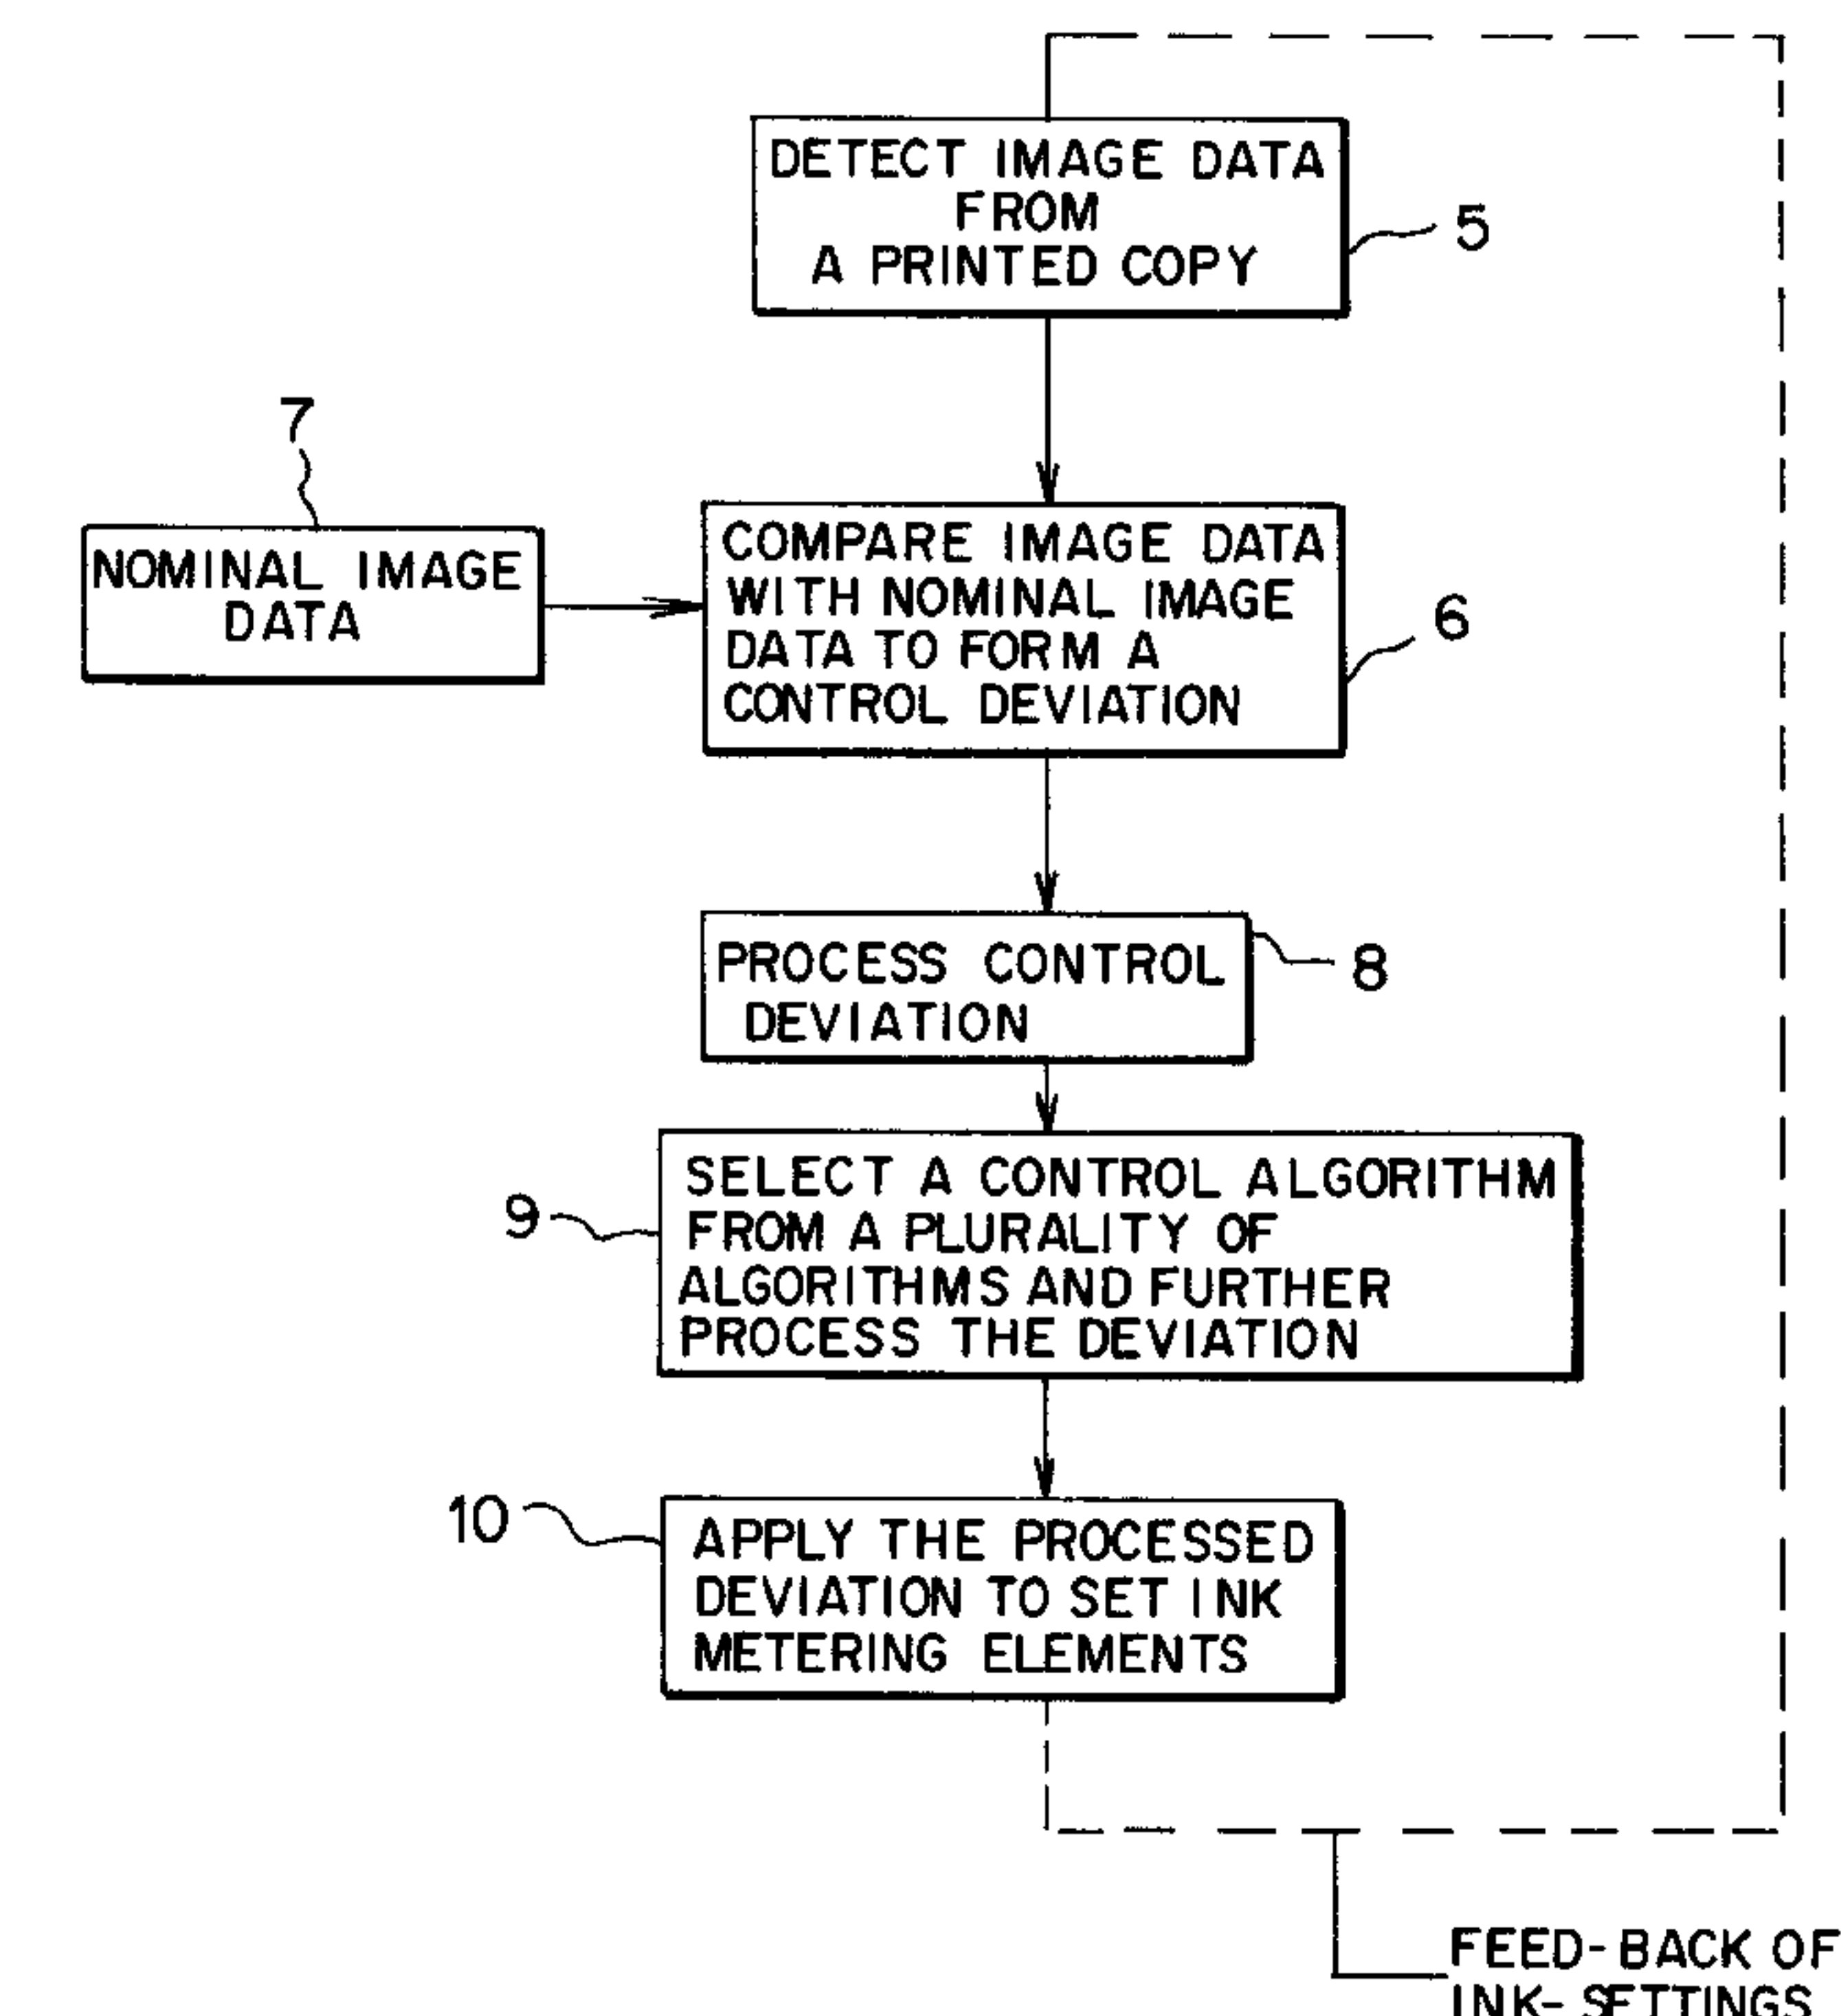 DETECT IMAGE DATA
FROM
A PRINTED COPY
5
7
NOMINAL IMAGE
DATA
COMPARE IMAGE DATA
WITH NOMINAL IMAGE
DATA TO FORM A
CONTROL DEVIATION
6
PROCESS CONTROL
DEVIATION
8
9
SELECT A CONTROL ALGORITHM
FROM A PLURALITY OF
ALGORITHMS AND FURTHER
PROCESS THE DEVIATION
10
APPLY THE PROCESSED
DEVIATION TO SET INK
METERING ELEMENTS
FEED-BACK OF
INK-SETTINGS